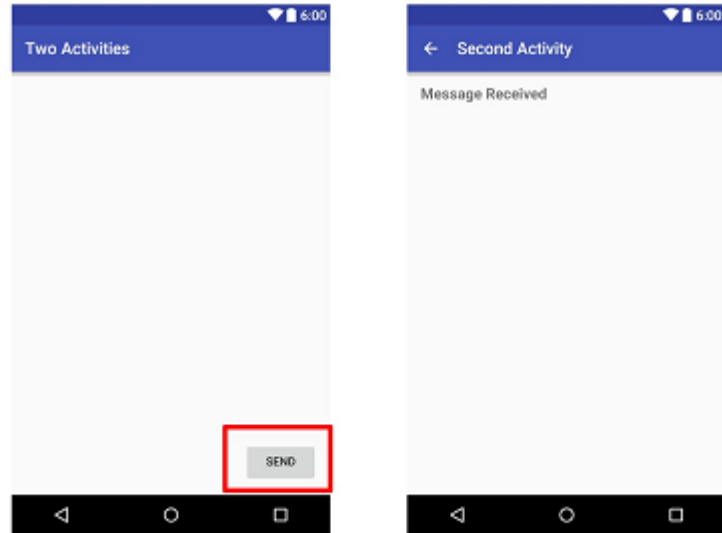 6:00
Two Activities
SEND
6:00
Second Activity
Message Received